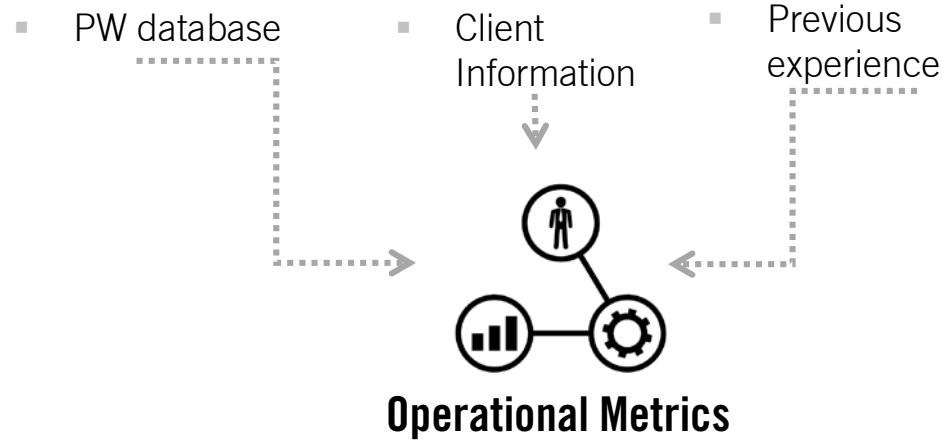 PW database
Client
Information
Previous
experience
Operational Metrics